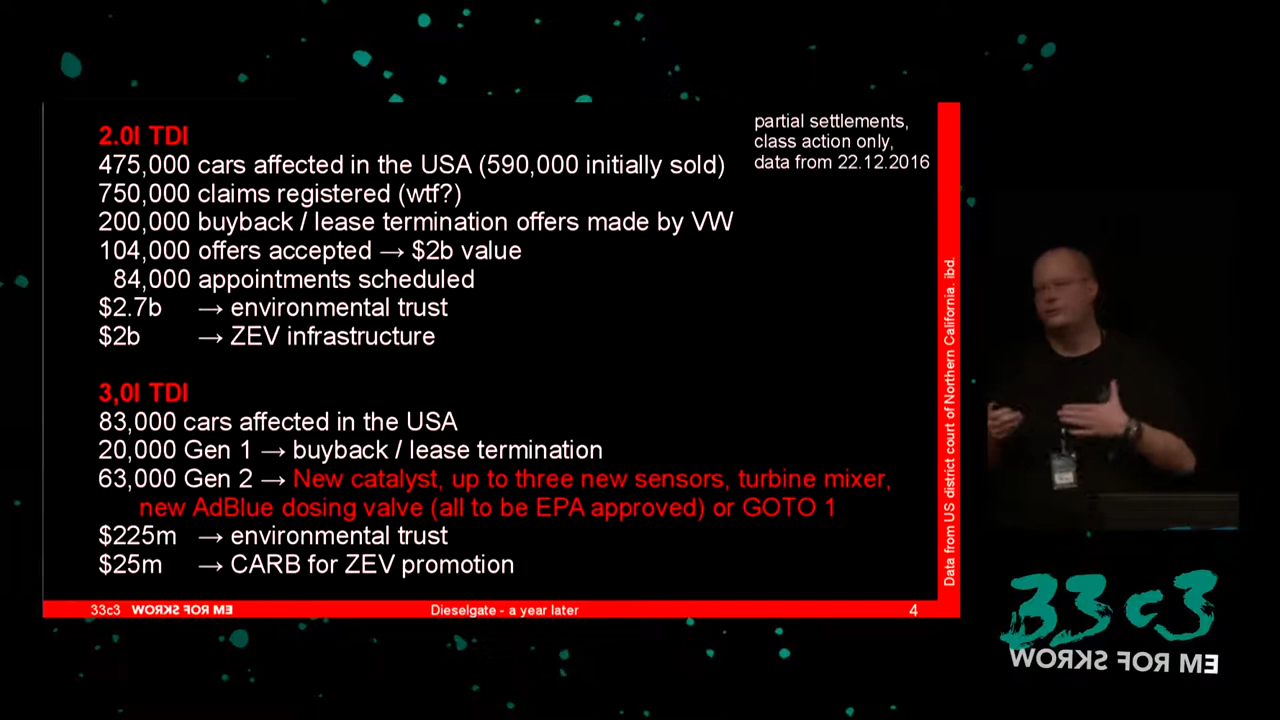 2.0l TDI
475,000 cars affected in the USA (590,000 initially sold)
750,000 claims registered (wtf?)
200,000 buyback / lease termination offers made by VW
104,000 offers accepted → $2b value
84,000 appointments scheduled
$2.7b → environmental trust
$2b → ZEV infrastructure
partial settlements,
class action only,
data from 22.12.2016
3,0l TDI
83,000 cars affected in the USA
20,000 Gen 1 → buyback / lease termination
63,000 Gen 2 → New catalyst, up to three new sensors, turbine mixer,
new AdBlue dosing valve (all to be EPA approved) or GOTO 1
$225m → environmental trust
$25m → CARB for ZEV promotion
Data from US district court of Northern California. ibd.
33c3 WORKS FOR ME
Dieselgate - a year later
4
33c3
WORKS FOR ME